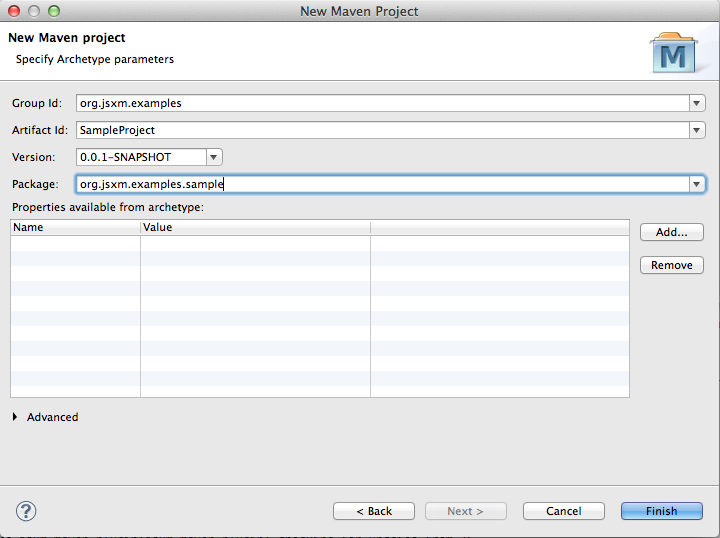 New Maven Project
New Maven project
Specify Archetype parameters
M
Group Id: org.jsxm.examples
Artifact Id: SampleProject
Version: 0.0.1-SNAPSHOT
Package: org.jsxm.examples.sample
Properties available from archetype:
Name Value
Add...
Remove
Advanced
? < Back Next > Cancel Finish